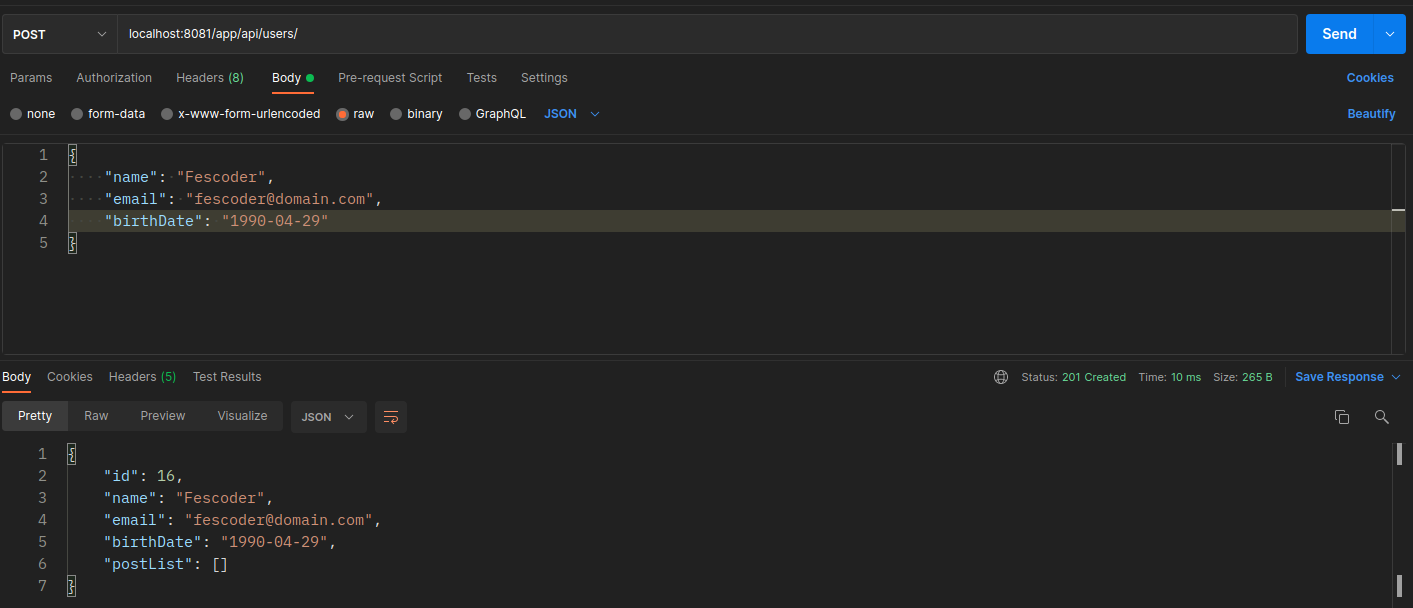 POST localhost:8081/app/api/users/ Send
Params Authorization Headers (8) Body Pre-request Script Tests Settings Cookies
none form-data x-www-form-urlencoded raw binary GraphQL JSON Beautify
1 {
2 "name": "Fescoder",
3 "email": "fescoder@domain.com",
4 "birthDate": "1990-04-29"
5 }
Body Cookies Headers (5) Test Results Status: 201 Created Time: 10 ms Size: 265 B Save Response
Pretty Raw Preview Visualize JSON
1 {
2 "id": 16,
3 "name": "Fescoder",
4 "email": "fescoder@domain.com",
5 "birthDate": "1990-04-29",
6 "postList": []
7 }